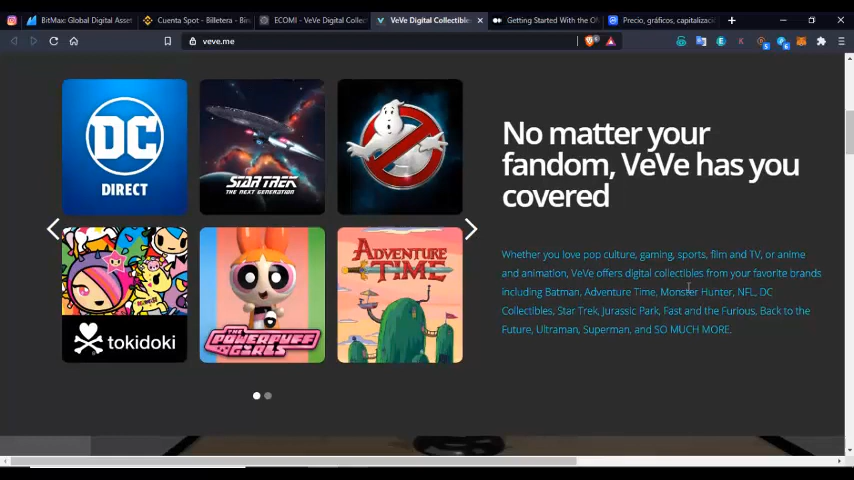 BitMax Global Digital Asset
Cuenta Spot - Billetera - Bin
ECOMI - VeVe Digital Collect
VeVe Digital Collectible
Getting Started With the O
Precio, gráficos, capitalizaci
veve.me
DC
DIRECT
STAR TREK
THE NEXT GENERATION
No matter your
fandom, VeVe has you
covered
tokidoki
THE
POWERPUFF
GIRLS
ADVENTURE
TIME
Whether you love pop culture, gaming, sports, film and TV, or anime
and animation, VeVe offers digital collectibles from your favorite brands
including Batman, Adventure Time, Monster Hunter, NFL, DC
Collectibles, Star Trek, Jurassic Park, Fast and the Furious, Back to the
Future, Ultraman, Superman, and SO MUCH MORE.